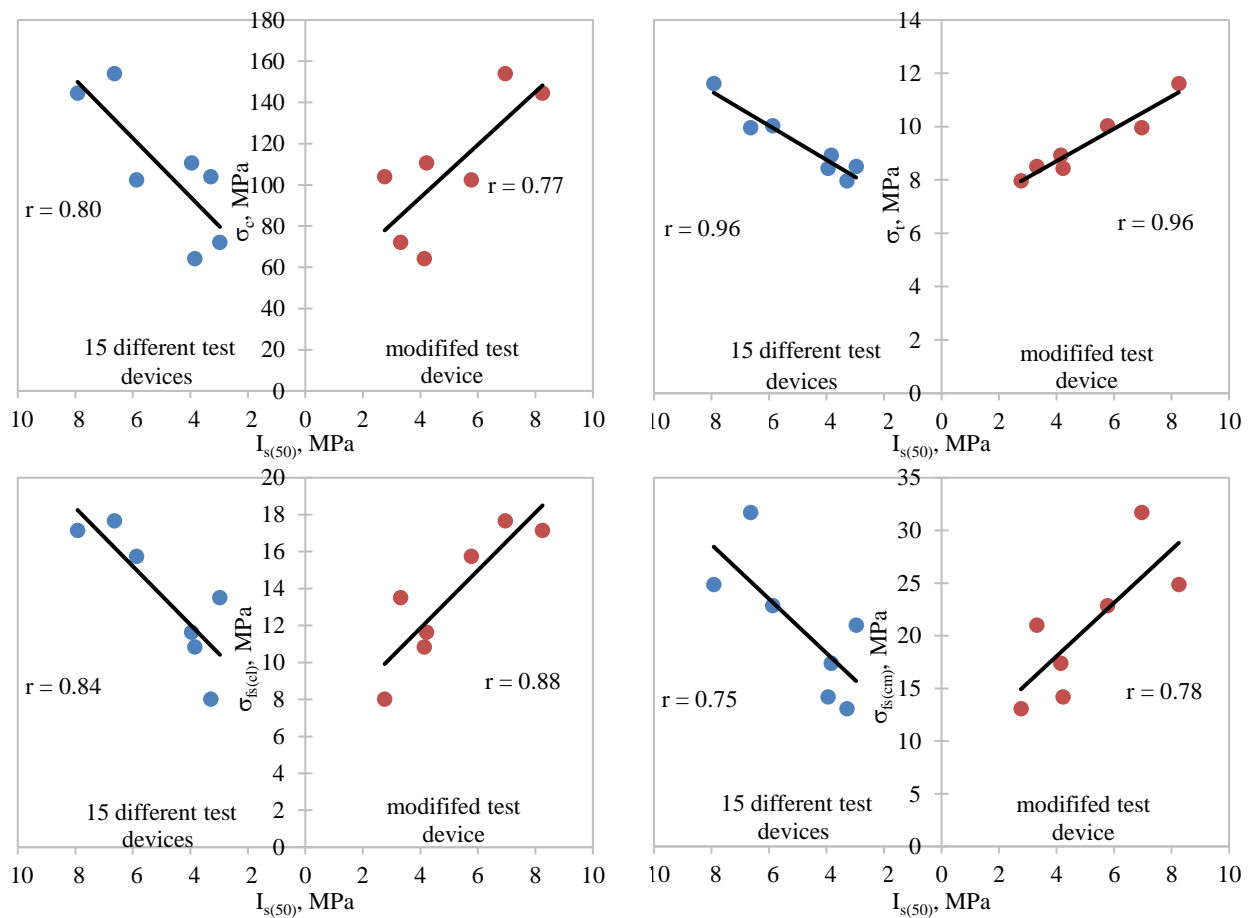 180
160
140
120
100
80
60
40
20
0
σc, MPa
r = 0.80
r = 0.77
15 different test
devices
modififed test
device
10 8 6 4 2 0 2 4 6 8 10
Is(50), MPa
14
12
10
8
6
4
2
0
σt, MPa
r = 0.96
r = 0.96
15 different test
devices
modififed test
device
10 8 6 4 2 0 2 4 6 8 10
Is(50), MPa
20
18
16
14
12
10
8
6
4
2
0
σfs(cl), MPa
r = 0.84
r = 0.88
15 different test
devices
modififed test
device
10 8 6 4 2 0 2 4 6 8 10
Is(50), MPa
35
30
25
20
15
10
5
0
σfs(cm), MPa
r = 0.75
r = 0.78
15 different test
devices
modififed test
device
10 8 6 4 2 0 2 4 6 8 10
Is(50), MPa